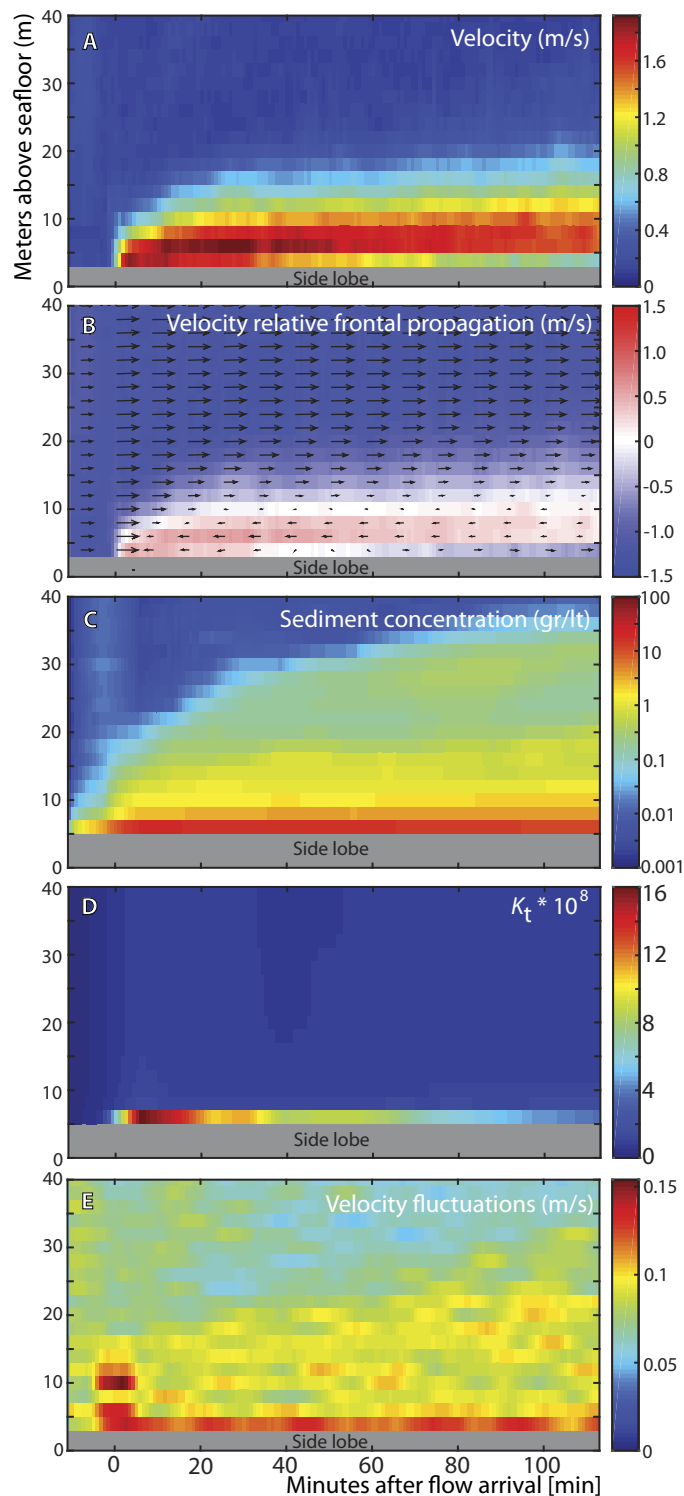 Meters above seafloor (m)
A
Velocity (m/s)
40
30
20
10
0
1.6
1.2
0.8
0.4
0
Side lobe
B
Velocity relative frontal propagation (m/s)
40
30
20
10
0
1.5
1.0
0.5
0
-0.5
-1.0
-1.5
Side lobe
C
Sediment concentration (gr/lt)
40
30
20
10
0
100
10
1
0.1
0.01
0.001
Side lobe
D
Kt * 10^8
40
30
20
10
0
16
12
8
4
0
Side lobe
E
Velocity fluctuations (m/s)
40
30
20
10
0
0.15
0.1
0.05
0
Side lobe
0 20 40 60 80 100
Minutes after flow arrival [min]